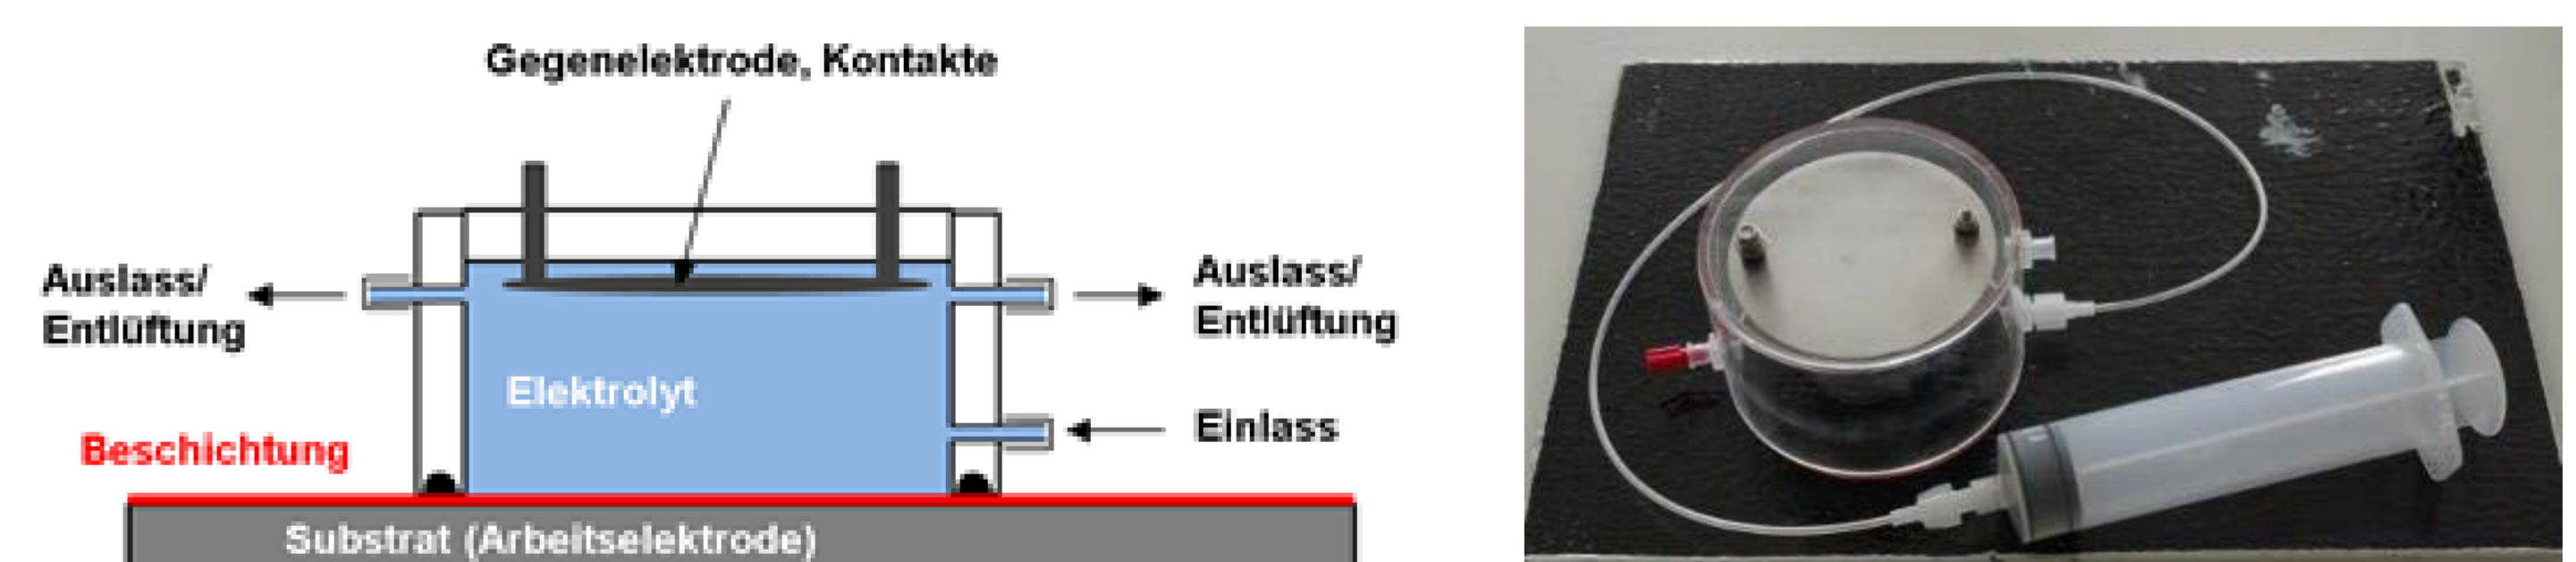 Gegenelektrode, Kontakte
Auslass/
Entlüftung
Auslass/
Entlüftung
Elektrolyt
Einlass
Beschichtung
Substrat (Arbeitselektrode)